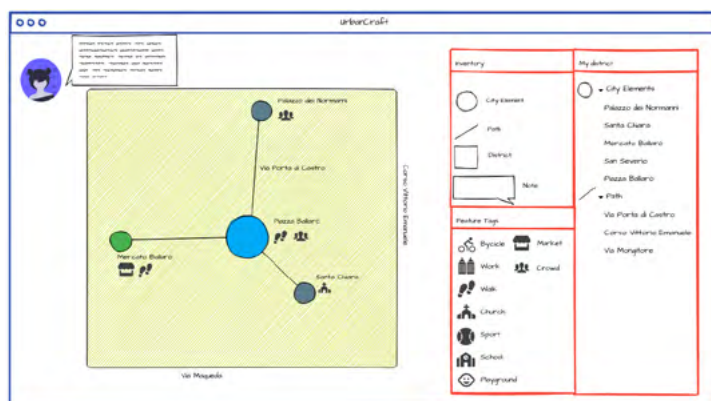 UrbanCraft
Palazzo dei Normanni
Via Porta di Castro
Corso Vittorio Emanuele
Piazza Ballarò
Mercato Ballarò
Santa Chiara
Via Maqueda
Inventory
City Element
Path
District
Note
Feature Tags
Bycicle
Market
Work
Crowd
Walk
Church
Sport
School
Playground
My district
City Elements
Palazzo dei Normanni
Santa Chiara
Mercato Ballarò
San Saverio
Piazza Ballarò
Path
Via Porta di Castro
Corso Vittorio Emanuele
Via Mongitore